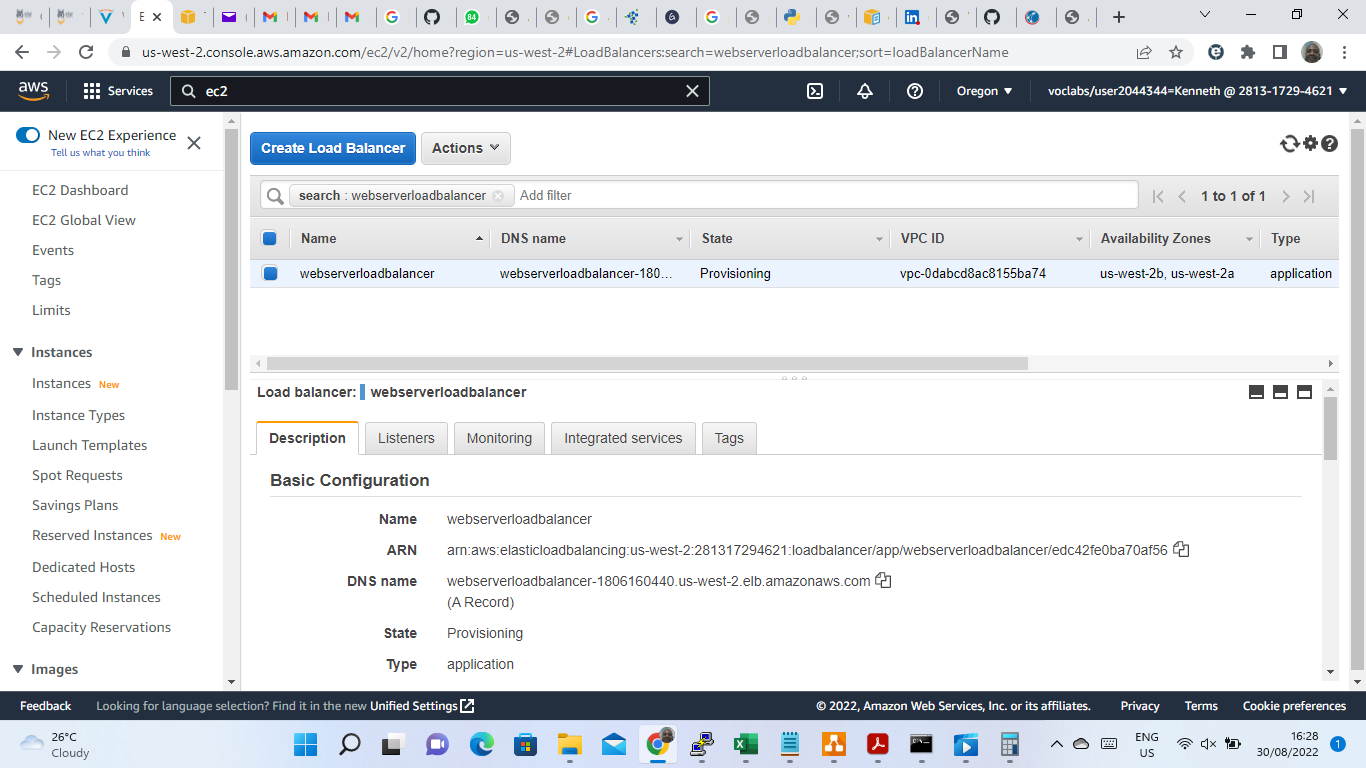 E
84
us-west-2.console.aws.amazon.com/ec2/v2/home?region=us-west-2#LoadBalancers:search=webserverloadbalancer;sort=loadBalancerName
aws
Services
ec2
Oregon
voclabs/user2044344=Kenneth @ 2813-1729-4621
New EC2 Experience
Tell us what you think
EC2 Dashboard
EC2 Global View
Events
Tags
Limits
Instances
Instances New
Instance Types
Launch Templates
Spot Requests
Savings Plans
Reserved Instances New
Dedicated Hosts
Scheduled Instances
Capacity Reservations
Images
Create Load Balancer
Actions
search : webserverloadbalancer
Add filter
1 to 1 of 1
Name DNS name State VPC ID Availability Zones Type
webserverloadbalancer webserverloadbalancer-180... Provisioning vpc-0dabcd8ac8155ba74 us-west-2b, us-west-2a application
Load balancer: webserverloadbalancer
Description Listeners Monitoring Integrated services Tags
Basic Configuration
Name webserverloadbalancer
ARN arn:aws:elasticloadbalancing:us-west-2:281317294621:loadbalancer/app/webserverloadbalancer/edc42fe0ba70af56
DNS name webserverloadbalancer-1806160440.us-west-2.elb.amazonaws.com
(A Record)
State Provisioning
Type application
Feedback Looking for language selection? Find it in the new Unified Settings © 2022, Amazon Web Services, Inc. or its affiliates. Privacy Terms Cookie preferences
26°C
Cloudy
ENG
US
16:28
30/08/2022
1